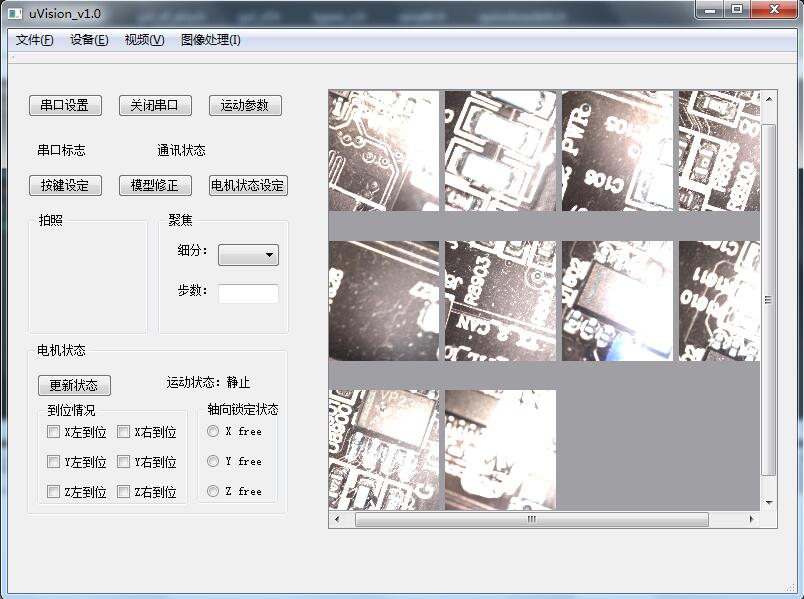 uVision_v1.0
文件(F) 设备(E) 视频(V) 图像处理(I)
串口设置 关闭串口 运动参数
串口标志 通讯状态
按键设定 模型修正 电机状态设定
拍照 聚焦
细分：
步数：
电机状态
更新状态 运动状态：静止
到位情况 轴向锁定状态
X左到位 X右到位 X free
Y左到位 Y右到位 Y free
Z左到位 Z右到位 Z free
PWR
C105
C106
R6903
2_CAN